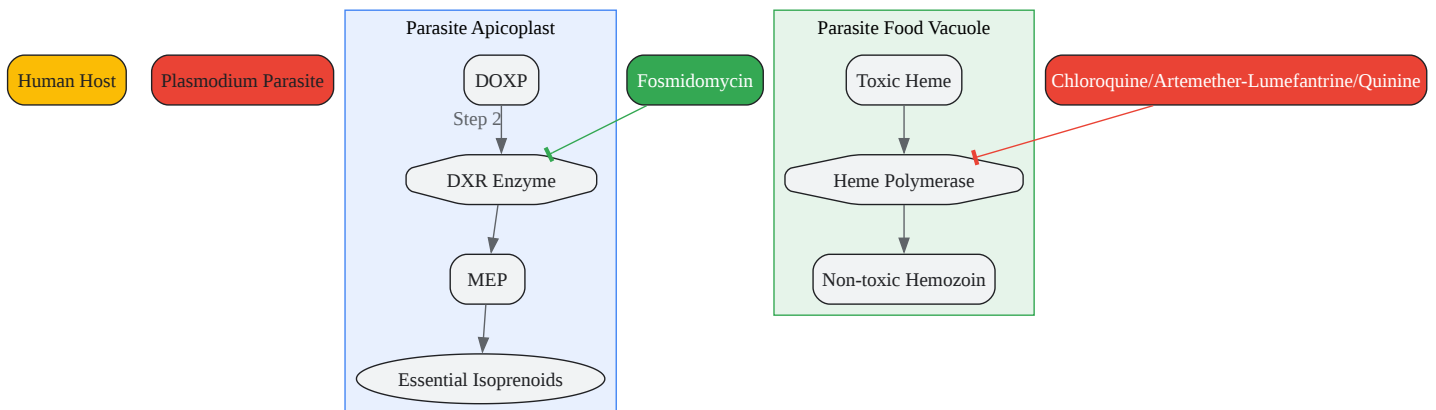 Parasite Apicoplast
Parasite Food Vacuole
Human Host
Plasmodium Parasite
DOXP
Fosmidomycin
Toxic Heme
Chloroquine/Artemether-Lumefantrine/Quinine
Step 2
DXR Enzyme
Heme Polymerase
MEP
Non-toxic Hemozoin
Essential Isoprenoids